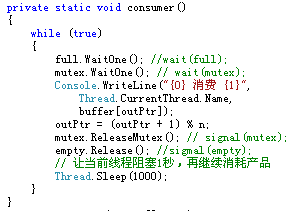 private static void consumer()
{
    while (true)
    {
        full.WaitOne(); //wait(full);
        mutex.WaitOne(); // wait(mutex);
        Console.WriteLine("{0} 消费 {1}",
            Thread.CurrentThread.Name,
            buffer[outPtr]);
        outPtr = (outPtr + 1) % n;
        mutex.ReleaseMutex(); // signal(mutex);
        empty.Release(); //sigmal(empty);
        // 让当前线程阻塞1秒，再继续消耗产品
        Thread.Sleep(1000);
    }
}